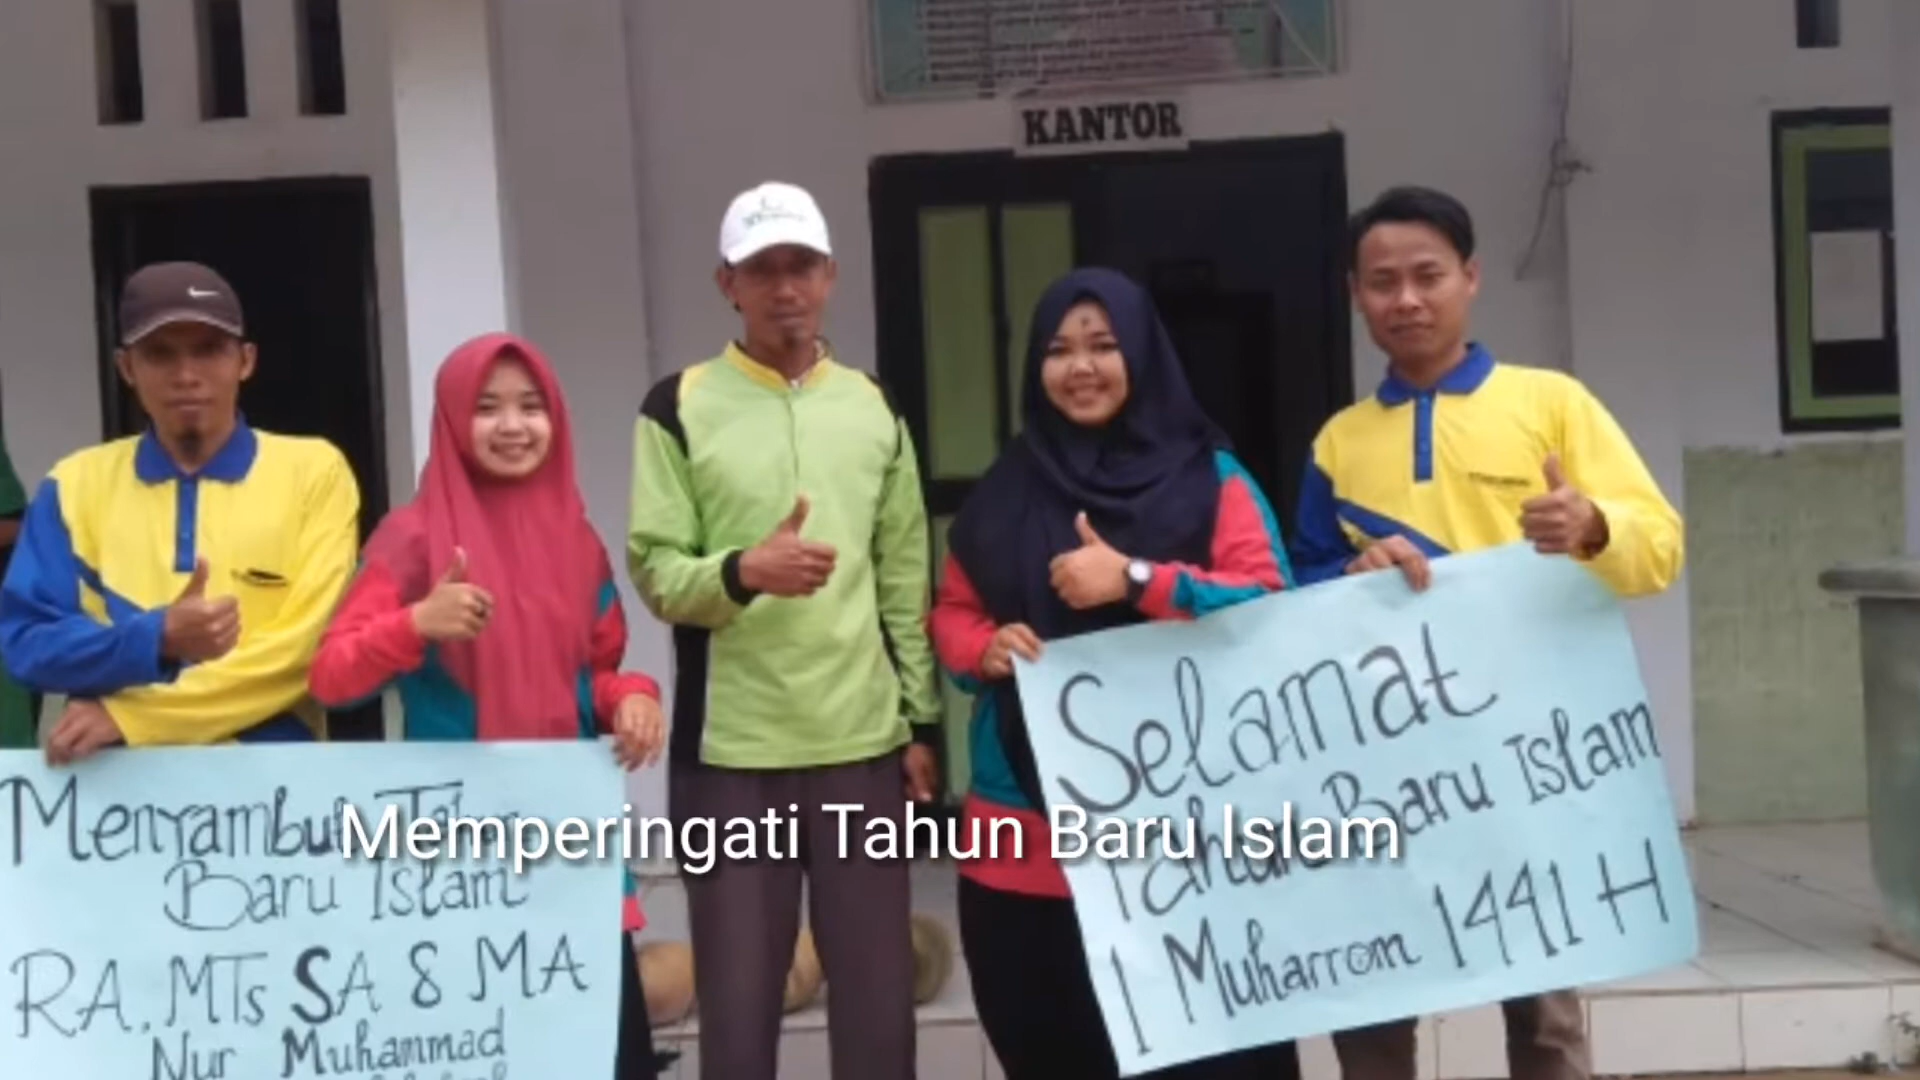 KANTOR
Menyambut Tahun
Baru Islam
RA. MTs SA & MA
Nur Muhammad
Selamat
Tahun Baru Islam
1 Muharrom 1441 H
Memperingati Tahun Baru Islam